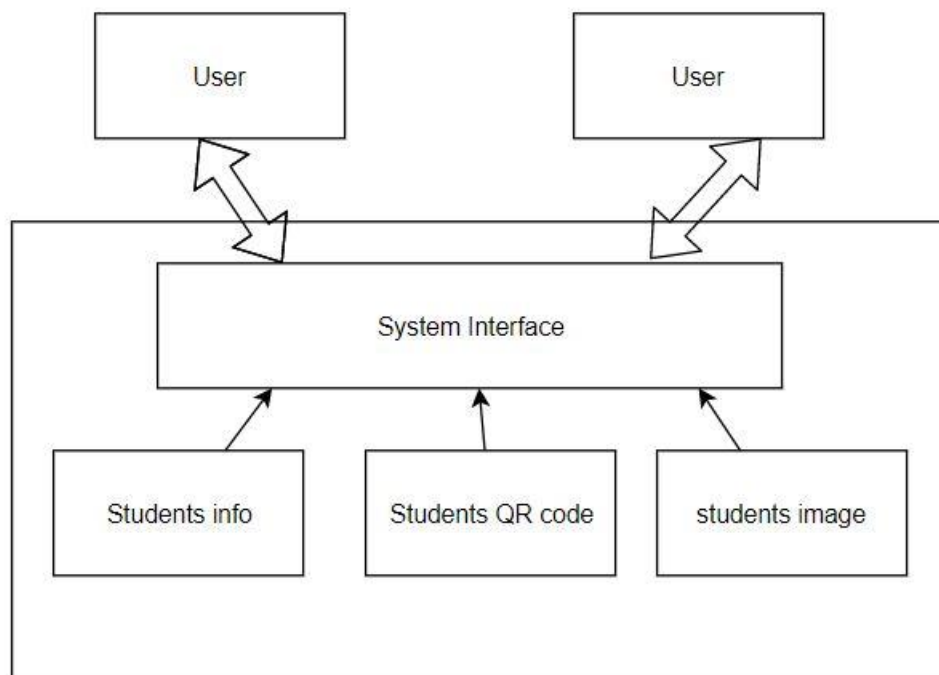 User
User
System Interface
Students info
Students QR code
students image